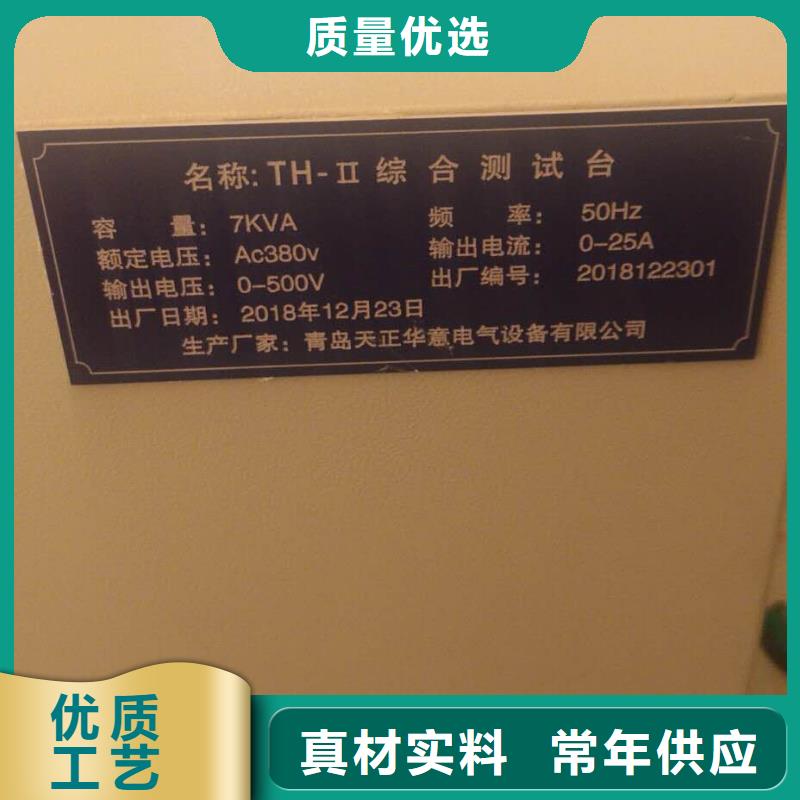 质量优选
名称: TH-Ⅱ 综合测试台
容 量: 7KVA 频 率: 50Hz
额定电压: Ac380v 输出电流: 0-25A
输出电压: 0-500V 出厂编号: 2018122301
出厂日期: 2018年12月23日
生产厂家: 青岛天正华意电气设备有限公司
优质
工艺
真材实料 常年供应